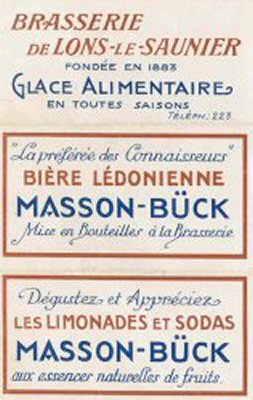 BRASSERIE
DE LONS-LE-SAUNIER
FONDÉE EN 1883
GLACE ALIMENTAIRE
EN TOUTES SAISONS
TÉLÉPH: 223
"La préférée des Connaisseurs"
BIÈRE LÉDONIENNE
MASSON-BÜCK
Mise en Bouteilles à la Brasserie
Dégustez et Appréciez
LES LIMONADES ET SODAS
MASSON-BÜCK
aux essences naturelles de fruits.